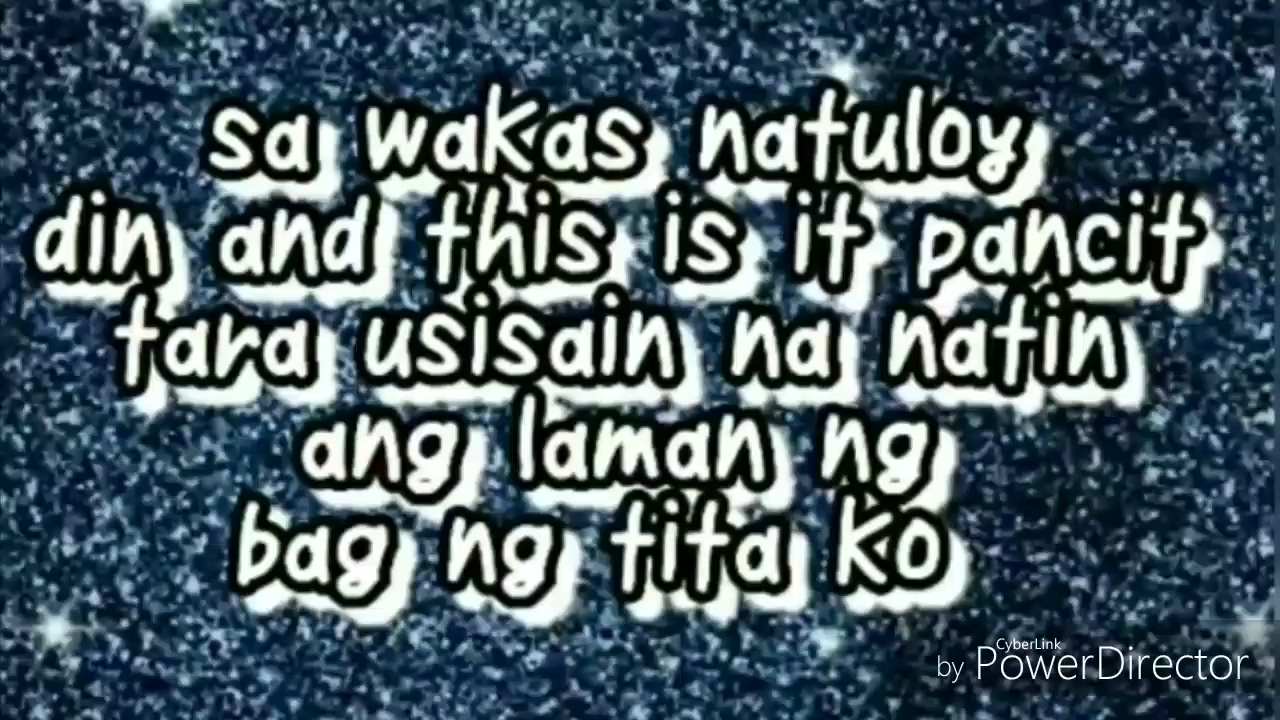 sa wakas natuloy
din and this is it pancit
tara usisain na natin
ang laman ng
bag ng tita ko
CyberLink
by PowerDirector